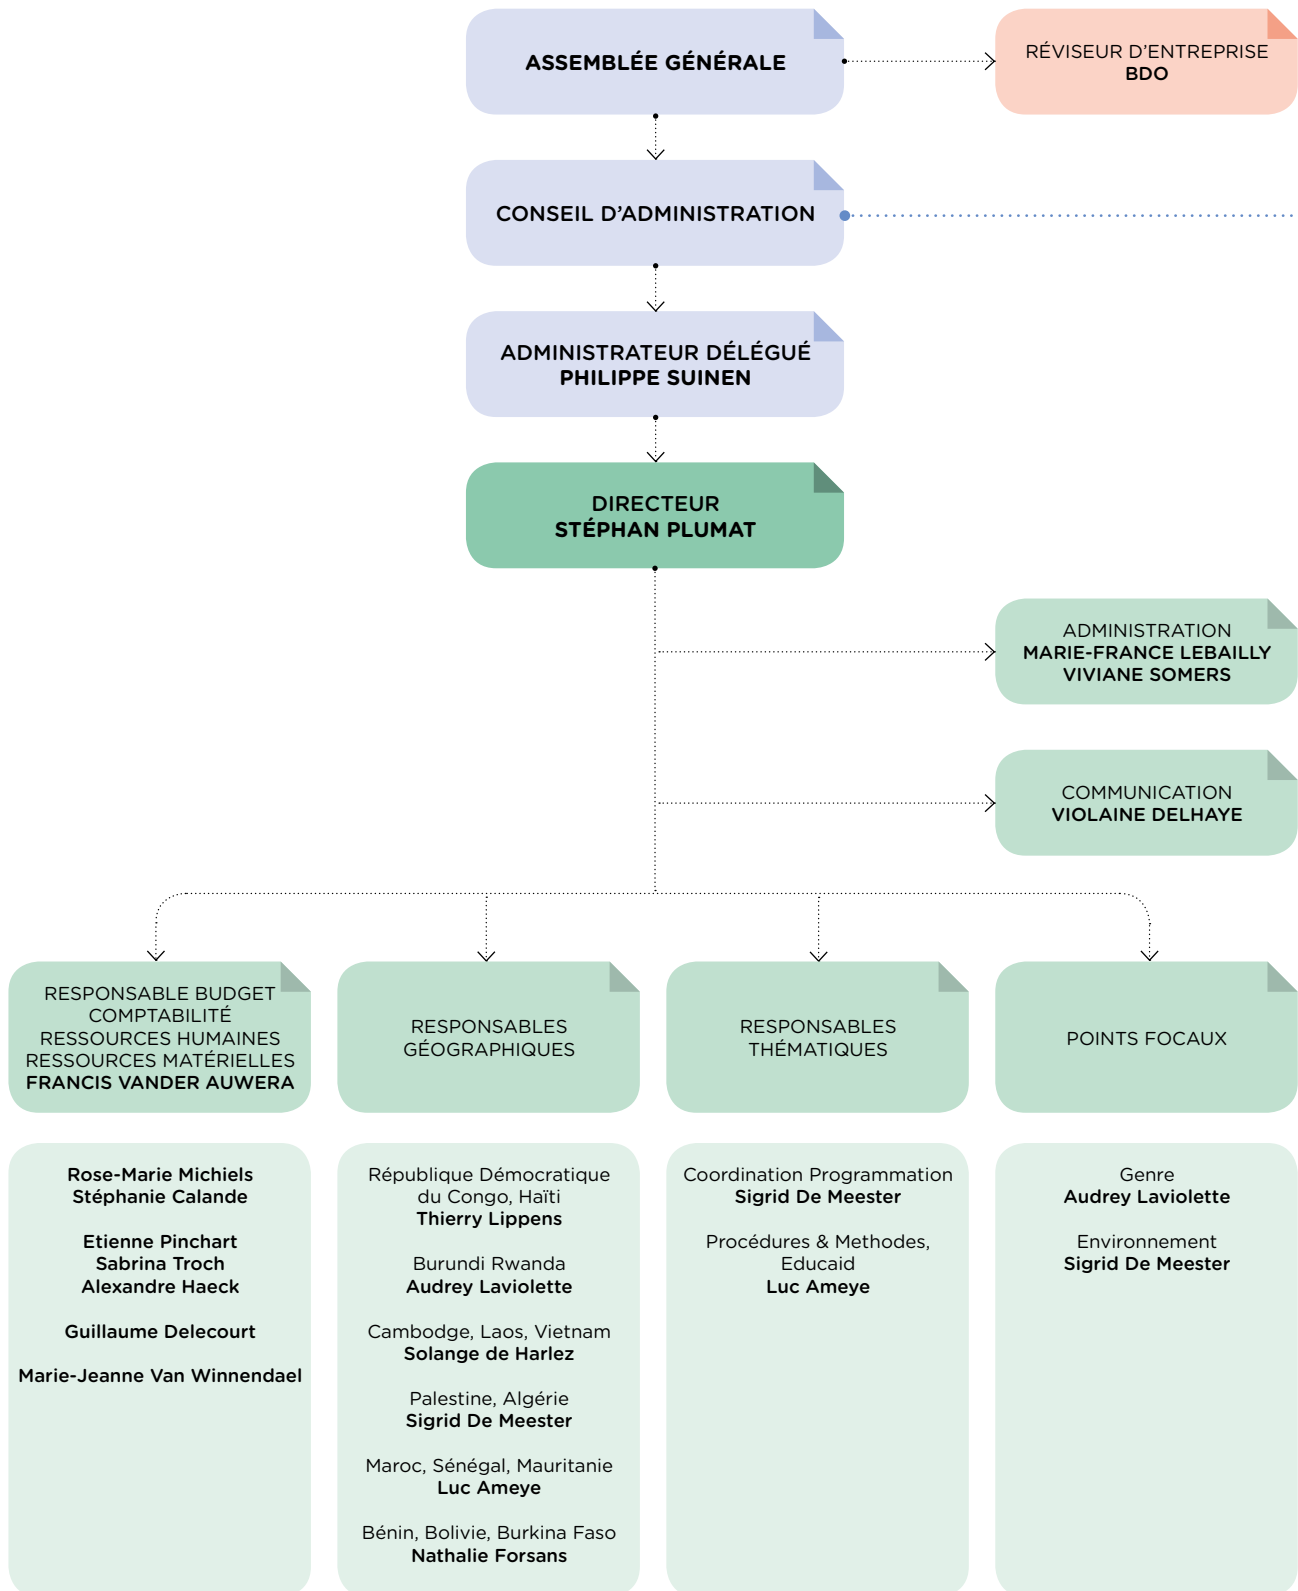 ASSEMBLÉE GÉNÉRALE
RÉVISEUR D'ENTREPRISE
BDO
CONSEIL D'ADMINISTRATION
ADMINISTRATEUR DÉLÉGUÉ
PHILIPPE SUINEN
DIRECTEUR
STÉPHAN PLUMAT
ADMINISTRATION
MARIE-FRANCE LEBAILLY
VIVIANE SOMERS
COMMUNICATION
VIOLAINE DELHAYE
RESPONSABLE BUDGET
COMPTABILITÉ
RESSOURCES HUMAINES
RESSOURCES MATÉRIELLES
FRANCIS VANDER AUWERA
Rose-Marie Michiels
Stéphanie Calande
Etienne Pinchart
Sabrina Troch
Alexandre Haeck
Guillaume Delecourt
Marie-Jeanne Van Winnendael
RESPONSABLES
GÉOGRAPHIQUES
République Démocratique
du Congo, Haïti
Thierry Lippens
Burundi Rwanda
Audrey Laviolette
Cambodge, Laos, Vietnam
Solange de Harlez
Palestine, Algérie
Sigrid De Meester
Maroc, Sénégal, Mauritanie
Luc Ameye
Bénin, Bolivie, Burkina Faso
Nathalie Forsans
RESPONSABLES
THÉMATIQUES
Coordination Programmation
Sigrid De Meester
Procédures & Methodes,
Educaid
Luc Ameye
POINTS FOCAUX
Genre
Audrey Laviolette
Environnement
Sigrid De Meester